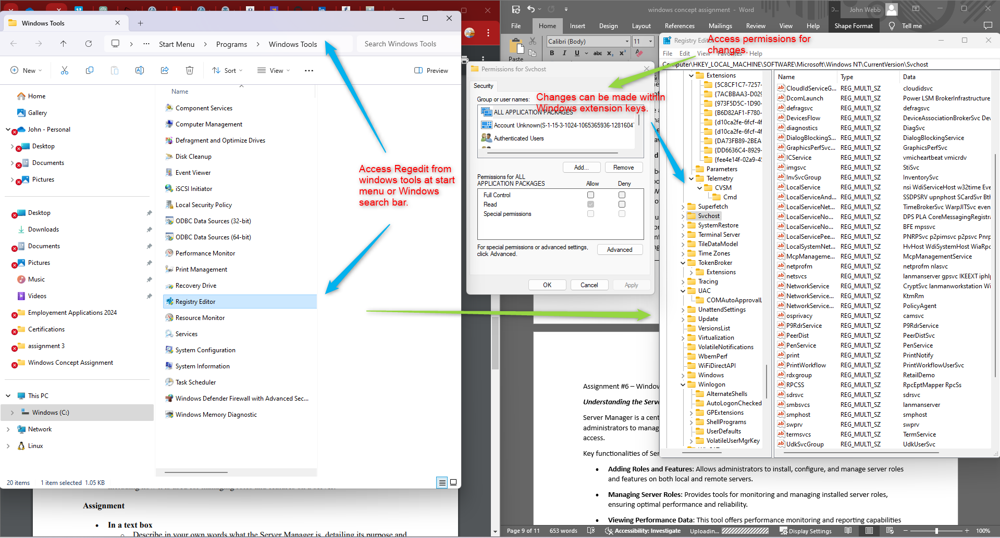 Windows Tools
Start Menu > Programs > Windows Tools
Search Windows Tools
New
Sort
View
Preview
Home
Gallery
John - Personal
Desktop
Documents
Pictures
Desktop
Downloads
Documents
Pictures
Music
Videos
Employement Applications 2024
Certifications
assignment 3
Windows Concept Assignment
This PC
Windows (C:)
Network
Linux
Name
Component Services
Computer Management
Defragment and Optimize Drives
Disk Cleanup
Event Viewer
iSCSI Initiator
Local Security Policy
ODBC Data Sources (32-bit)
ODBC Data Sources (64-bit)
Performance Monitor
Print Management
Recovery Drive
Registry Editor
Resource Monitor
Services
System Configuration
System Information
Task Scheduler
Windows Defender Firewall with Advanced Sec...
Windows Memory Diagnostic
20 items
1 item selected 1.05 KB
Access Regedit from
windows tools at start
menu or Windows
search bar.
Assignment
In a text box
Describe in your own words what the Server Manager is, detailing its purpose and
windows concept assignment - Word
D...
John Webb
File
Home
Insert
Design
Layout
References
Mailings
Review
View
Help
Shape Format
Tell me
Paste
Calibri (Body)
11
Permissions for Svchost
Security
Group or user names:
ALL APPLICATION PACKAGES
Account Unknown(S-1-15-3-1024-1065365936-1281604
Authenticated Users
Add...
Remove
Permissions for ALL
APPLICATION PACKAGES
Allow
Deny
Full Control
Read
Special permissions
For special permissions or advanced settings,
click Advanced.
Advanced
OK
Cancel
Apply
Changes can be made within
Windows extension keys.
Access permissions for
changes.
Registry Editor
File Edit View Favorites Help
Computer\HKEY_LOCAL_MACHINE\SOFTWARE\Microsoft\Windows NT\CurrentVersion\Svchost
Extensions
{5C8CF1C7-7257-
{7ACBBAA3-D029
{973F5D5C-1D90-
{B6D82AF1-F780-
{d10ca2fe-6fcf-4f
{d10ca2fe-6fcf-4f
{DA73FB89-2BEA
{DD6636C4-8929-
{fee4e14f-02a9-45
Parameters
Telemetry
CVSM
Cmd
Superfetch
Svchost
SystemRestore
Terminal Server
TileDataModel
Time Zones
TokenBroker
Extensions
Tracing
UAC
COMAutoApprovalL
UnattendSettings
Update
VersionsList
Virtualization
VolatileNotifications
WbemPerf
WiFiDirectAPI
Windows
Winlogon
AlternateShells
AutoLogonChecked
GPExtensions
ShellPrograms
UserDefaults
VolatileUserMgrKey
Name Type Data
CloudIdServiceG... REG_MULTI_SZ cloudidsvc
DcomLaunch REG_MULTI_SZ Power LSM BrokerInfrastructure
defragsvc REG_MULTI_SZ defragsvc
DevicesFlow REG_MULTI_SZ DeviceAssociationBrokerSvc Dev
diagnostics REG_MULTI_SZ DiagSvc
DialogBlockingS... REG_MULTI_SZ DialogBlockingService
GraphicsPerfSvc... REG_MULTI_SZ GraphicsPerfSvc
ICService REG_MULTI_SZ vmicheartbeat vmicrdv
imgsvc REG_MULTI_SZ StiSvc
InvSvcGroup REG_MULTI_SZ InventorySvc
LocalService REG_MULTI_SZ nsi WdiServiceHost w32time Eve
LocalServiceAnd... REG_MULTI_SZ SSDPSRV upnphost SCardSvr Bth
LocalServiceNet... REG_MULTI_SZ TimeBrokerSvc WarpJITSvc even
LocalServiceNo... REG_MULTI_SZ DPS PLA CoreMessagingRegistra
LocalServiceNo... REG_MULTI_SZ BFE mpssvc
LocalServicePee... REG_MULTI_SZ PNRPSvc p2pimsvc p2psvc Pnrp
LocalSystemNet... REG_MULTI_SZ HvHost WdiSystemHost WiaRpc
McpManageme... REG_MULTI_SZ McpManagementService
netprofm REG_MULTI_SZ netprofm nlasvc
netsvcs REG_MULTI_SZ lanmanserver gpsvc IKEEXT iphlp
NetworkService REG_MULTI_SZ CryptSvc lanmanworkstation Wi
NetworkService... REG_MULTI_SZ KtmRm
NetworkService... REG_MULTI_SZ PolicyAgent
osprivacy REG_MULTI_SZ camsvc
P9RdrService REG_MULTI_SZ P9RdrService
PeerDist REG_MULTI_SZ PeerDistSvc
PenService REG_MULTI_SZ PenService
print REG_MULTI_SZ PrintNotify
PrintWorkflow REG_MULTI_SZ PrintWorkflowUserSvc
rdxgroup REG_MULTI_SZ RetailDemo
RPCSS REG_MULTI_SZ RpcEptMapper RpcSs
sdrsvc REG_MULTI_SZ sdrsvc
smbsvcs REG_MULTI_SZ lanmanserver
smphost REG_MULTI_SZ smphost
swprv REG_MULTI_SZ swprv
termsvcs REG_MULTI_SZ TermService
UdkSvcGroup REG_MULTI_SZ UdkUserSvc
Assignment #6 – Window
Understanding the Serve
Server Manager is a cent
administrators to manag
access.
Key functionalities of Ser
Adding Roles and Features: Allows administrators to install, configure, and manage server roles
and features on both local and remote servers.
Managing Server Roles: Provides tools for monitoring and managing installed server roles,
ensuring optimal performance and reliability.
Viewing Performance Data: This tool offers performance monitoring and reporting capabilities
Page 9 of 11
653 words
Accessibility: Investigate
Uploading...
Display Settings
100%